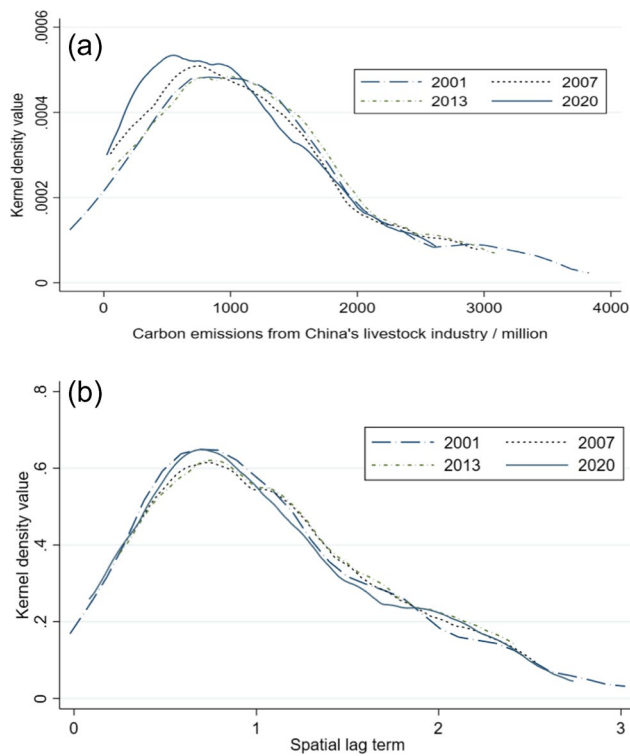 (a)
.0006
.0004
.0002
0
Kernel density value
2001 2007
2013 2020
0 1000 2000 3000 4000
Carbon emissions from China's livestock industry / million
(b)
.8
.6
.4
.2
0
Kernel density value
2001 2007
2013 2020
0 1 2 3
Spatial lag term